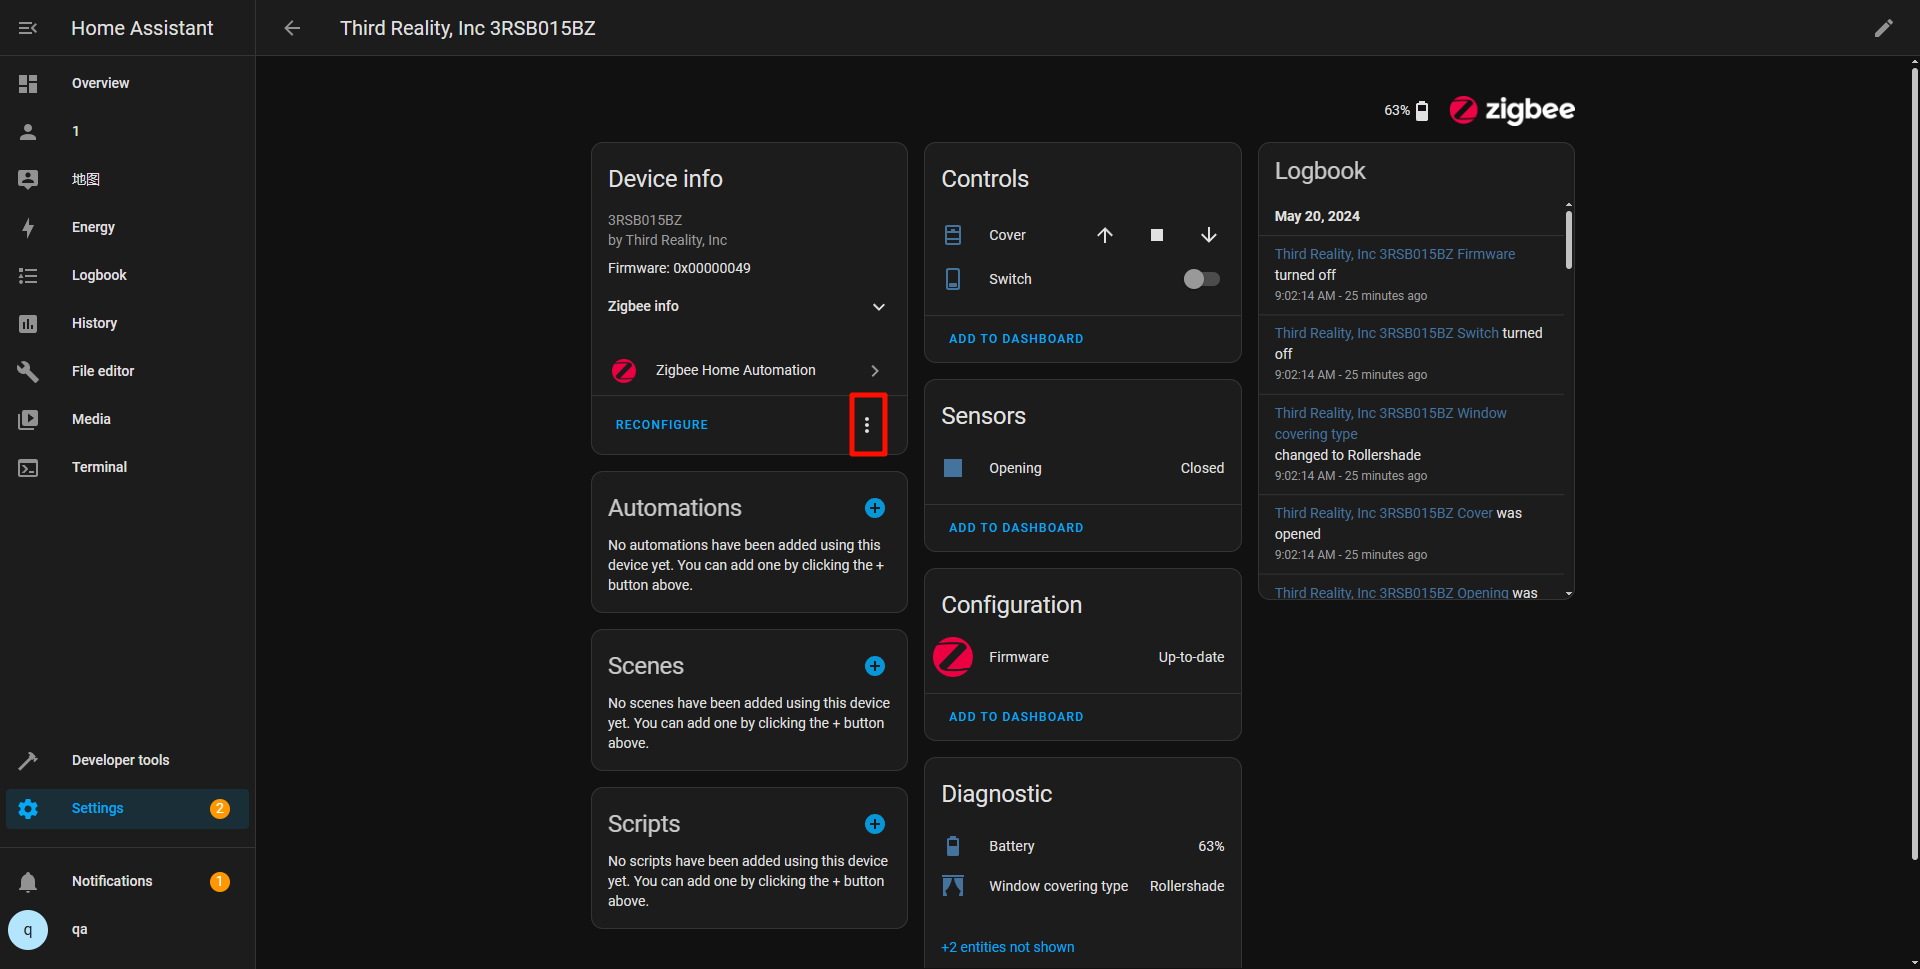 Home Assistant
Third Reality, Inc 3RSB015BZ
Overview
1
地图
Energy
Logbook
History
File editor
Media
Terminal
Developer tools
Settings
2
Notifications
1
q
qa
63%
zigbee
Device info
3RSB015BZ
by Third Reality, Inc
Firmware: 0x00000049
Zigbee info
Zigbee Home Automation
RECONFIGURE
Automations
No automations have been added using this
device yet. You can add one by clicking the +
button above.
Scenes
No scenes have been added using this device
yet. You can add one by clicking the + button
above.
Scripts
No scripts have been added using this device
yet. You can add one by clicking the + button
above.
Controls
Cover
Switch
ADD TO DASHBOARD
Sensors
Opening Closed
ADD TO DASHBOARD
Configuration
Firmware Up-to-date
ADD TO DASHBOARD
Diagnostic
Battery 63%
Window covering type Rollershade
+2 entities not shown
Logbook
May 20, 2024
Third Reality, Inc 3RSB015BZ Firmware
turned off
9:02:14 AM - 25 minutes ago
Third Reality, Inc 3RSB015BZ Switch turned
off
9:02:14 AM - 25 minutes ago
Third Reality, Inc 3RSB015BZ Window
covering type
changed to Rollershade
9:02:14 AM - 25 minutes ago
Third Reality, Inc 3RSB015BZ Cover was
opened
9:02:14 AM - 25 minutes ago
Third Reality, Inc 3RSB015BZ Opening was